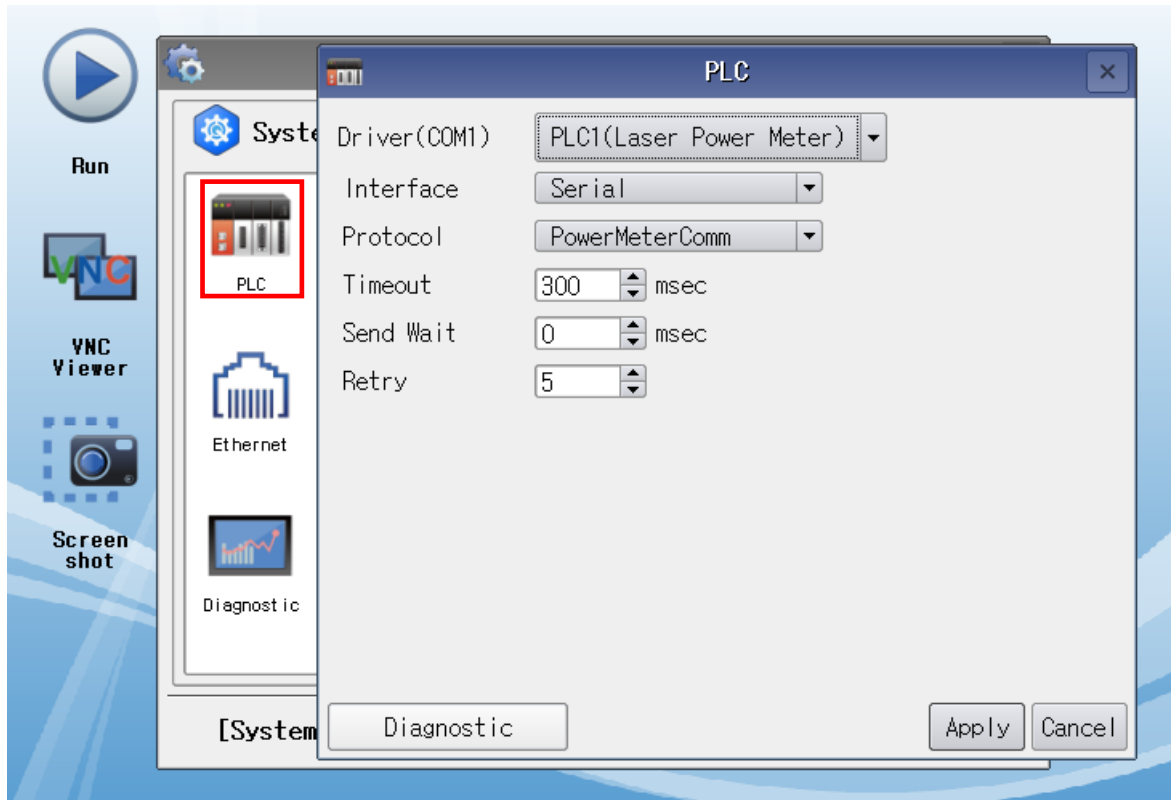 Run
VNC
VNC
Viewer
Screen
shot
Syste
PLC
Ethernet
Diagnostic
[System
PLC
Driver(COM1) PLC1(Laser Power Meter)
Interface Serial
Protocol PowerMeterComm
Timeout 300 msec
Send Wait 0 msec
Retry 5
Diagnostic Apply Cancel